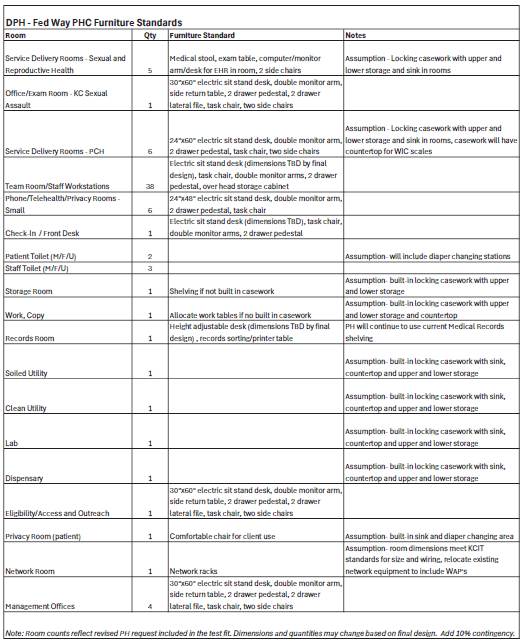 DPH - Fed Way PHC Furniture Standards
Room Qty Furniture Standard Notes
Service Delivery Rooms - Sexual and
Reproductive Health 5
Medical stool, exam table, computer/monitor
arm/desk for EHR in room, 2 side chairs
Assumption - Locking casework with upper and
lower storage and sink in rooms
Office/Exam Room - KC Sexual
Assault 1
30"x60" electric sit stand desk, double monitor arm,
side return table, 2 drawer pedestal, 2 drawer
lateral file, task chair, two side chairs
Service Delivery Rooms - PCH 6
24"x60" electric sit stand desk, double monitor arm,
2 drawer pedestal, task chair, two side chairs
Assumption - Locking casework with upper and
lower storage and sink in rooms, casework will have
countertop for WIC scales
Team Room/Staff Workstations 38
Electric sit stand desk (dimensions TBD by final
design), task chair, double monitor arms, 2 drawer
pedestal, over head storage cabinet
Phone/Telehealth/Privacy Rooms -
Small 6
24"x48" electric sit stand desk, double monitor arm,
2 drawer pedestal, task chair
Check-In / Front Desk 1
Electric sit stand desk (dimensions TBD), task chair,
double monitor arms, 2 drawer pedestal
Patient Toilet (M/F/U) 2 Assumption- will include diaper changing stations
Staff Toilet (M/F/U) 3
Storage Room 1 Shelving if not built in casework
Assumption- built-in locking casework with upper
and lower storage
Work, Copy 1 Allocate work tables if no built in casework
Assumption- built-in locking casework with upper
and lower storage and countertop
Records Room 1
Height adjustable desk (dimensions TBD by final
design) , records sorting/printer table
PH will continue to use current Medical Records
shelving
Soiled Utility 1
Assumption- built-in locking casework with sink,
countertop and upper and lower storage
Clean Utility 1
Assumption- built-in locking casework with sink,
countertop and upper and lower storage
Lab 1
Assumption- built-in locking casework with sink,
countertop and upper and lower storage
Dispensary 1
Assumption- built-in locking casework with sink,
countertop and upper and lower storage
Eligibility/Access and Outreach 1
30"x60" electric sit stand desk, double monitor arm,
side return table, 2 drawer pedestal, 2 drawer
lateral file, task chair, two side chairs
Privacy Room (patient) 1 Comfortable chair for client use Assumption- built-in sink and diaper changing area
Network Room 1 Network racks
Assumption- room dimensions meet KCIT
standards for size and wiring, relocate existing
network equipment to include WAP's
Management Offices 4
30"x60" electric sit stand desk, double monitor arm,
side return table, 2 drawer pedestal, 2 drawer
lateral file, task chair, two side chairs
Note: Room counts reflect revised PH request included in the test fit. Dimensions and quantities may change based on final design. Add 10% contingency.